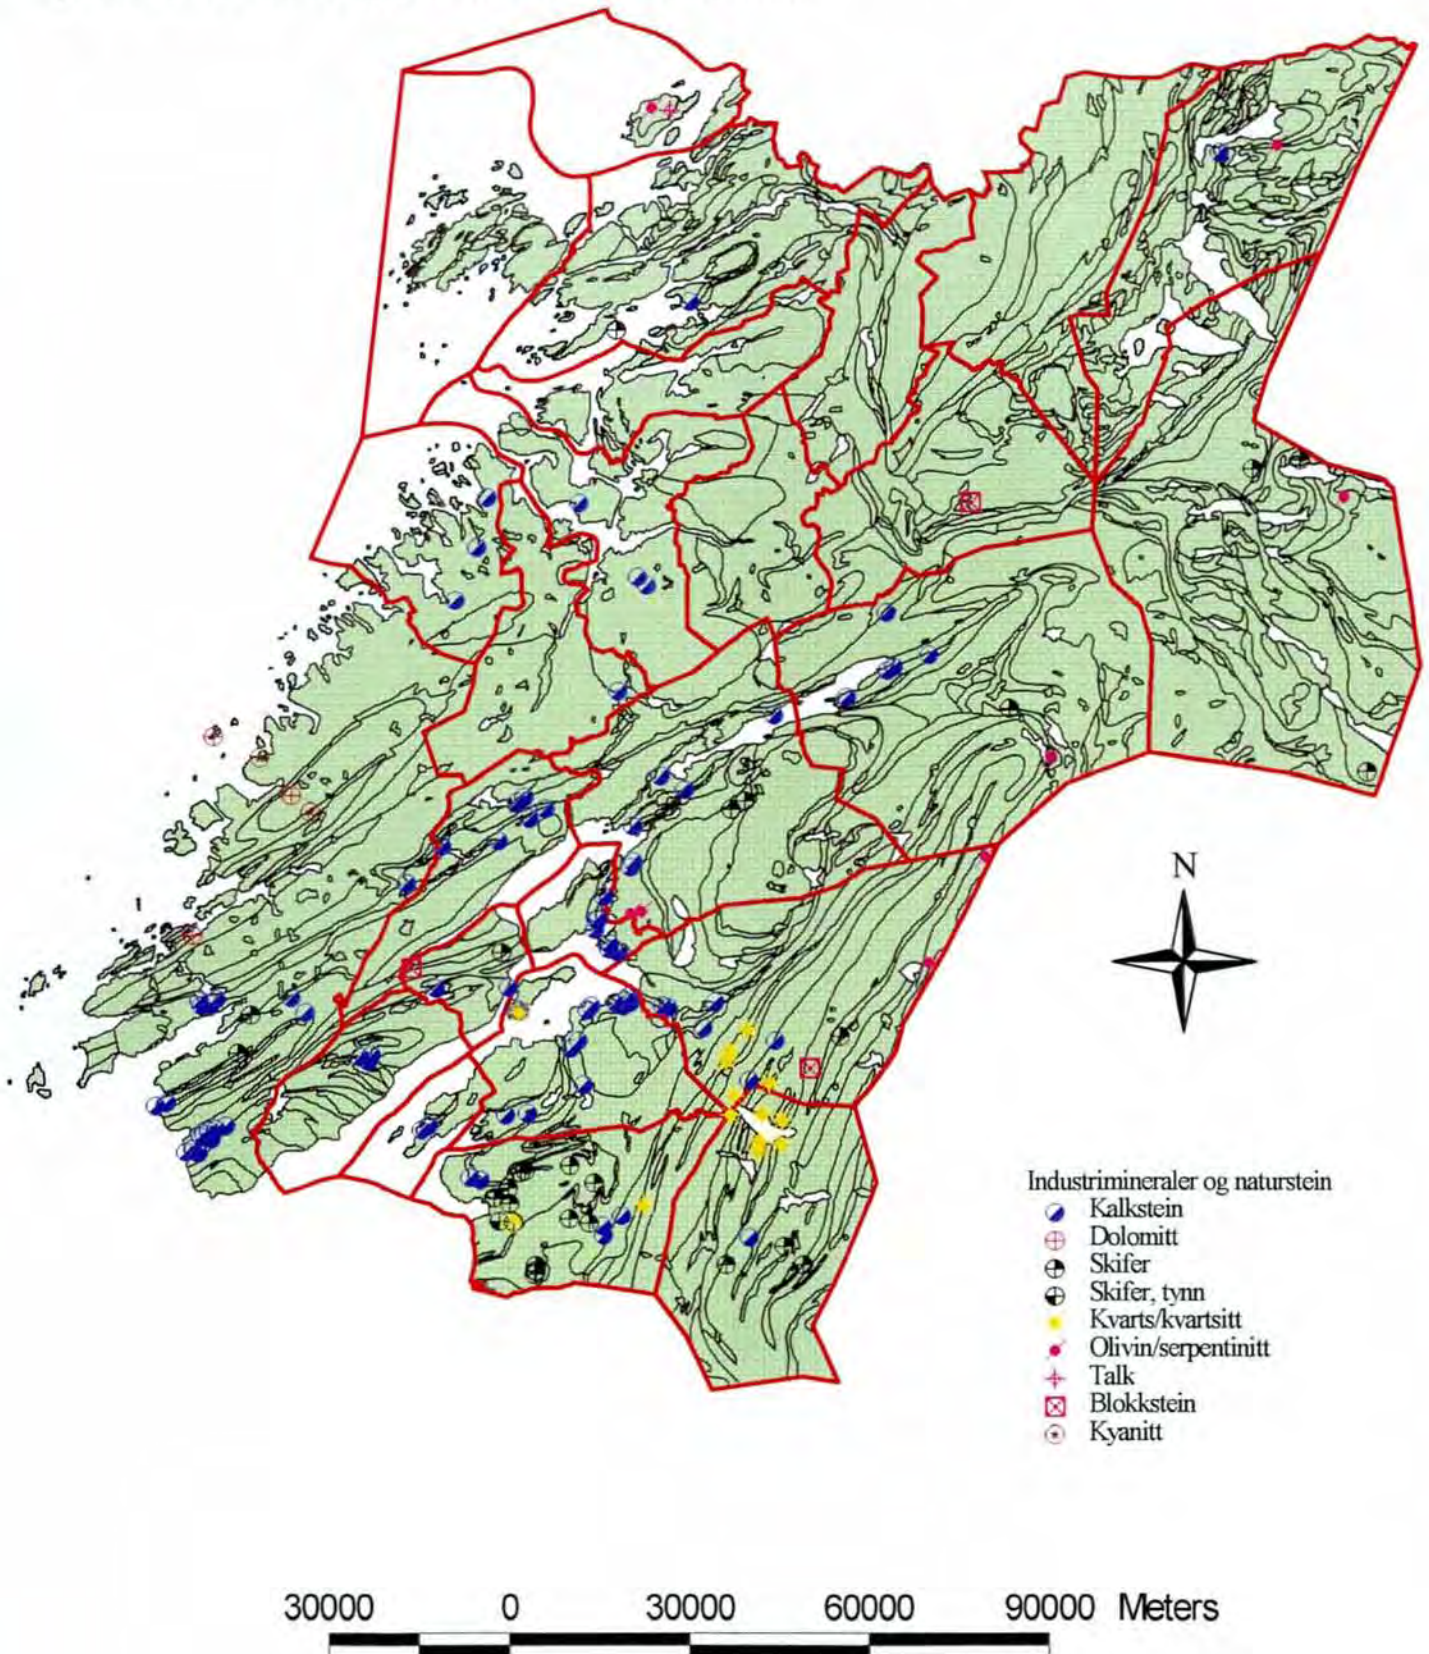 N
Industrimineraler og naturstein
Kalkstein
Dolomitt
Skifer
Skifer, tynn
Kvarts/kvartsitt
Olivin/serpentinitt
Talk
Blokkstein
Kyanitt
30000 0 30000 60000 90000 Meters